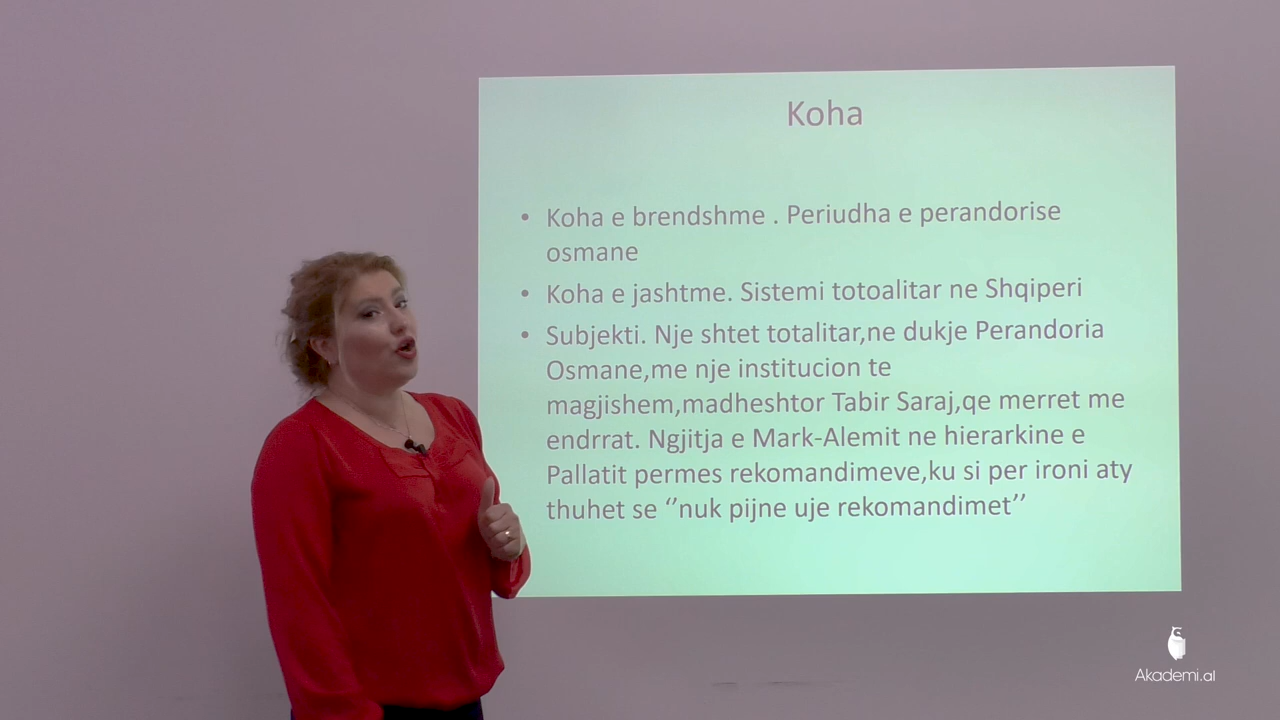 Koha
• Koha e brendshme . Periudha e perandorise
osmane
• Koha e jashtme. Sistemi totoalitar ne Shqiperi
• Subjekti. Nje shtet totalitar,ne dukje Perandoria
Osmane,me nje institucion te
magjishem,madheshtor Tabir Saraj,qe merret me
endrrat. Ngjitja e Mark-Alemit ne hierarkine e
Pallatit permes rekomandimeve,ku si per ironi aty
thuhet se ‘’nuk pijne uje rekomandimet’’
Akademi.al